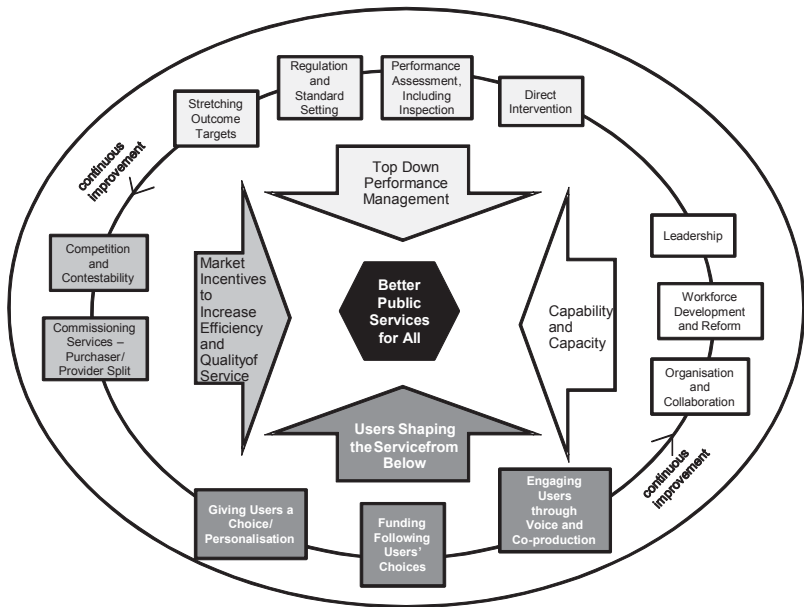 Regulation
and
Standard
Setting
Performance
Assessment,
Including
Inspection
Direct
Intervention
Stretching
Outcome
Targets
continuous
improvement
Top Down
Performance
Management
Competition
and
Contestability
Commissioning
Services –
Purchaser/
Provider Split
Market
Incentives
to
Increase
Efficiency
and
Qualityof
Service
Better
Public
Services
for All
Capability
and
Capacity
Leadership
Workforce
Development
and Reform
Organisation
and
Collaboration
Users Shaping
the Servicefrom
Below
continuous
improvement
Giving Users a
Choice/
Personalisation
Funding
Following
Users'
Choices
Engaging
Users
through
Voice and
Co-production